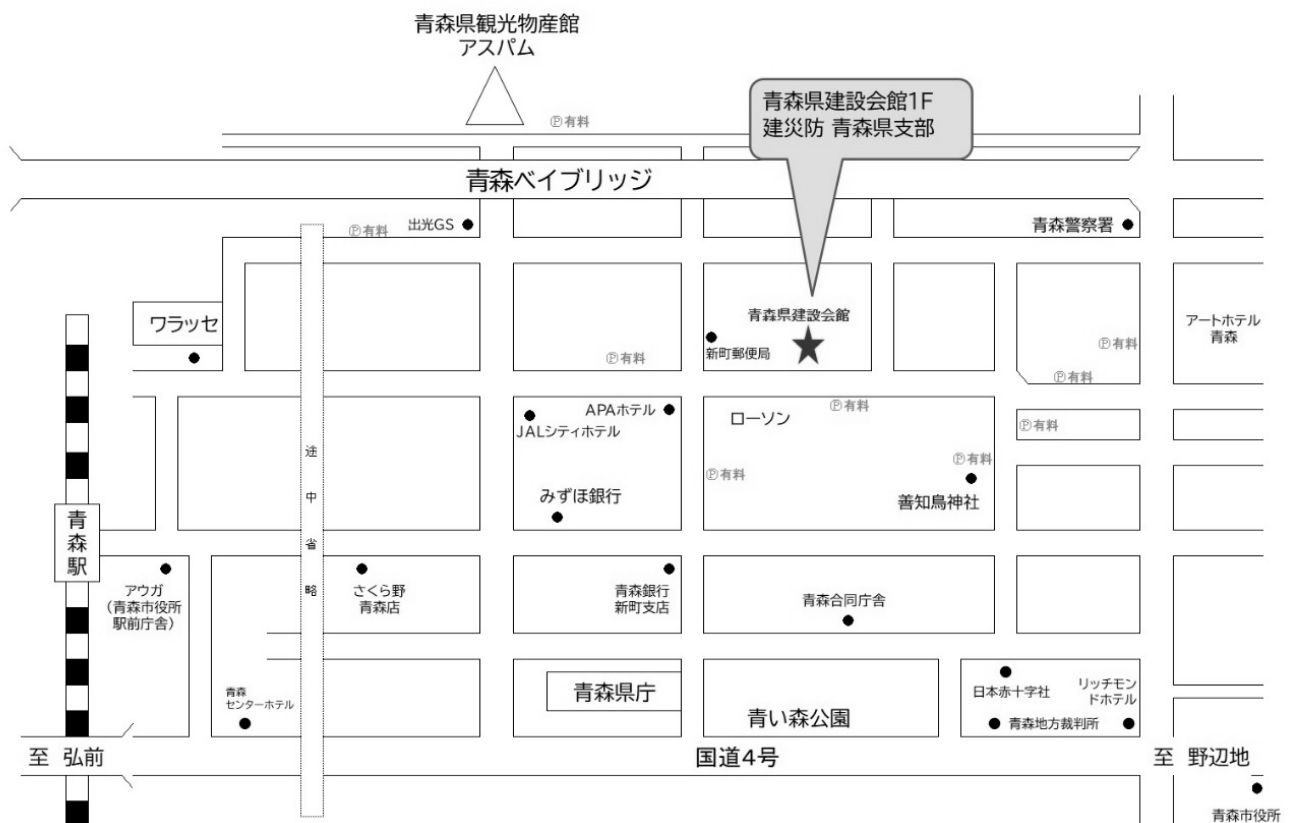 青森県観光物産館
アスパム
青森県建設会館1F
建災防 青森県支部
Ⓟ有料
青森ベイブリッジ
Ⓟ有料
出光GS
青森警察署
ワラッセ
青森県建設会館
新町郵便局
Ⓟ有料
Ⓟ有料
アートホテル
青森
Ⓟ有料
APAホテル
JALシティホテル
ローソン
Ⓟ有料
Ⓟ有料
途中省略
Ⓟ有料
Ⓟ有料
みずほ銀行
善知鳥神社
青森駅
アウガ
(青森市役所
駅前庁舎)
さくら野
青森店
青森銀行
新町支店
青森合同庁舎
青森
センターホテル
青森県庁
青い森公園
日本赤十字社
リッチモン
ドホテル
青森地方裁判所
至 弘前
国道4号
至 野辺地
青森市役所